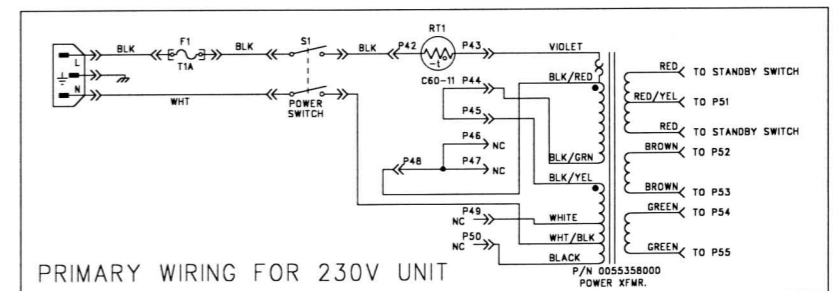 RT1
F1
S1
BLK
BLK
BLK
P42
P43
VIOLET
L
T1A
-t
N
WHT
POWER
SWITCH
C60-11
P44
BLK/RED
P45
P46
NC
P48
P47
NC
BLK/GRN
BLK/YEL
P49
NC
WHITE
P50
NC
WHT/BLK
BLACK
RED
TO STANDBY SWITCH
RED/YEL
TO P51
RED
TO STANDBY SWITCH
BROWN
TO P52
BROWN
TO P53
GREEN
TO P54
GREEN
TO P55
P/N 0055358000
POWER XFMR.
PRIMARY WIRING FOR 230V UNIT